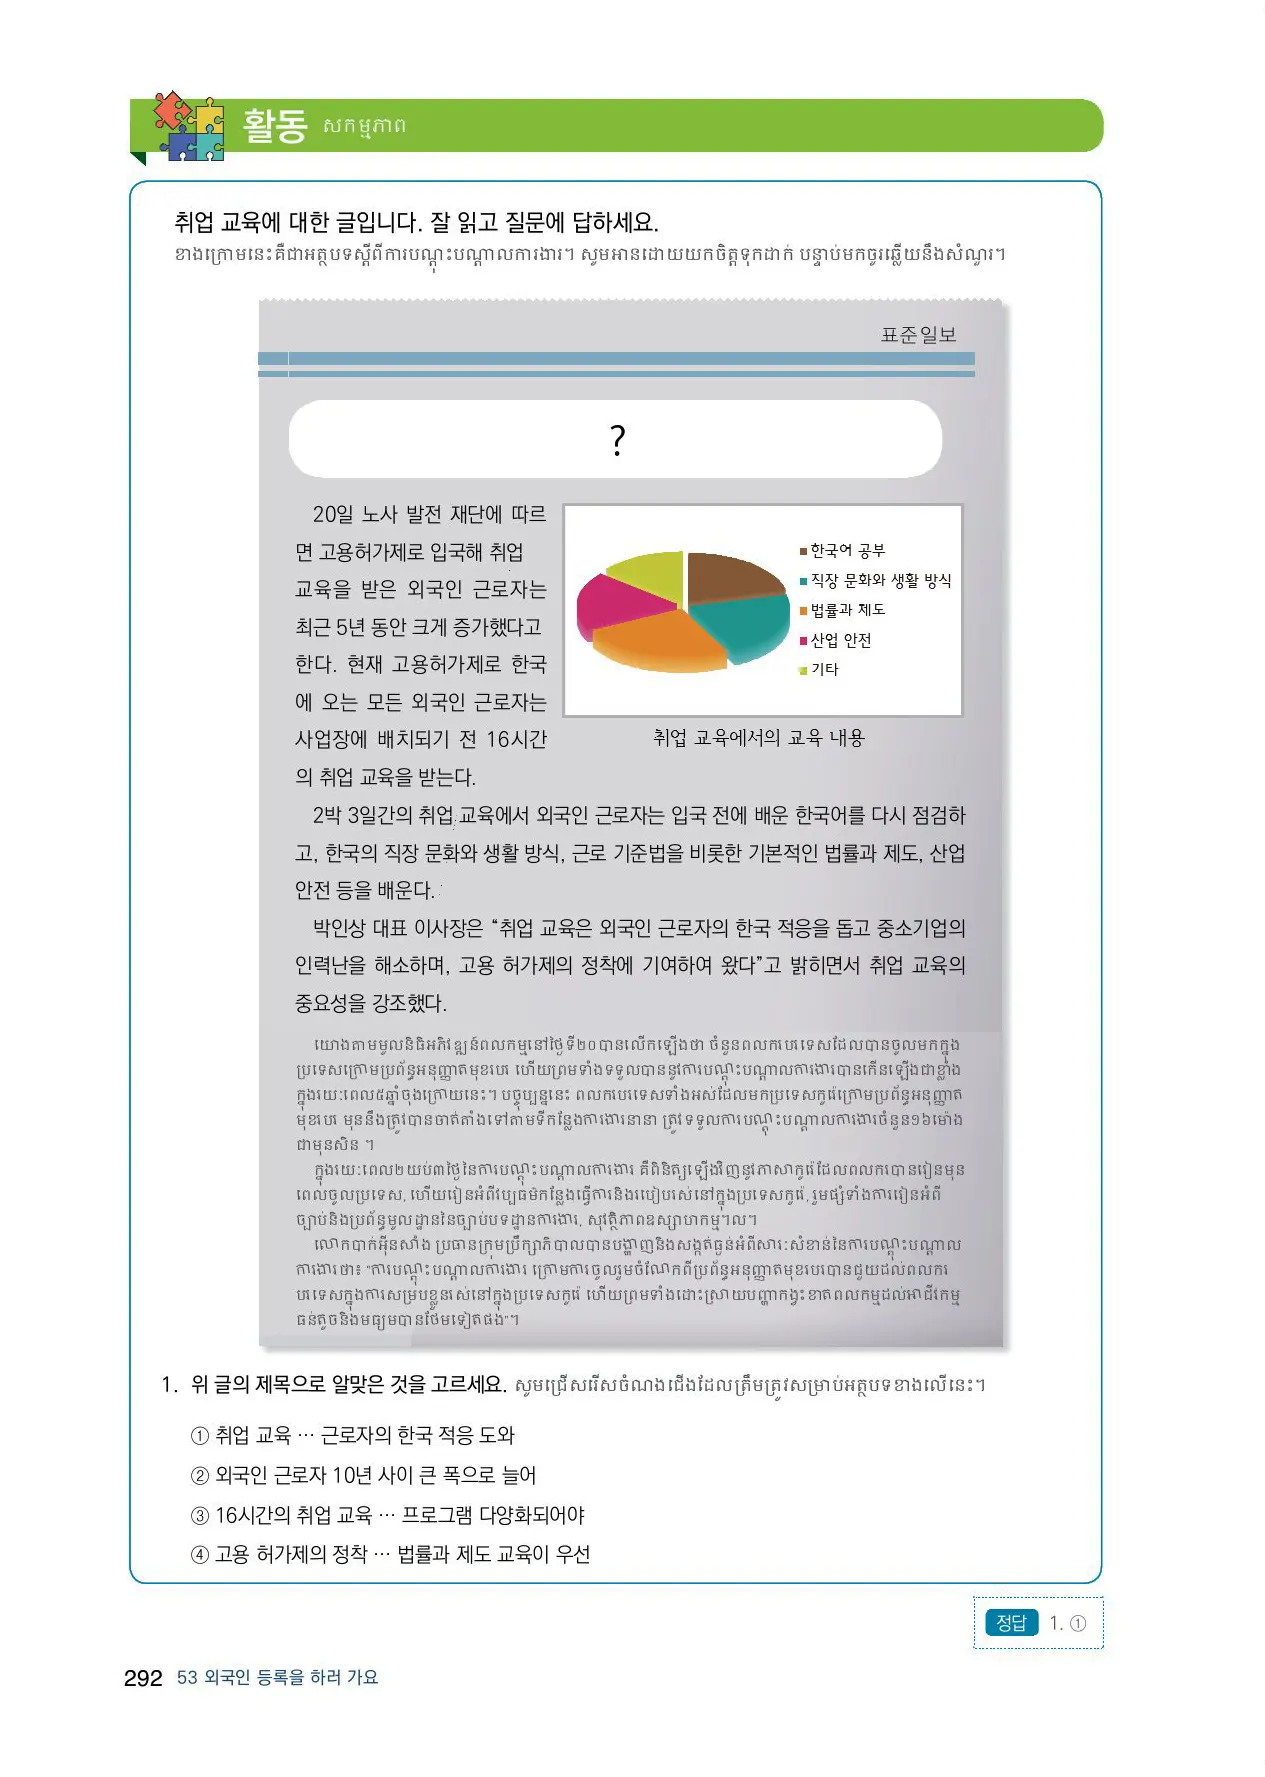 활동 សកម្មភាព
취업 교육에 대한 글입니다. 잘 읽고 질문에 답하세요.
ខាងក្រោមនេះគឺជាអត្ថបទស្តីពីការបណ្តុះបណ្តាលការងារ។ សូមអានដោយយកចិត្តទុកដាក់ បន្ទាប់មកចូរឆ្លើយនឹងសំណួរ។
표준일보
?
20일 노사 발전 재단에 따르
면 고용허가제로 입국해 취업
교육을 받은 외국인 근로자는
최근 5년 동안 크게 증가했다고
한다. 현재 고용허가제로 한국
에 오는 모든 외국인 근로자는
사업장에 배치되기 전 16시간
의 취업 교육을 받는다.
한국어 공부
직장 문화와 생활 방식
법률과 제도
산업 안전
기타
취업 교육에서의 교육 내용
2박 3일간의 취업 교육에서 외국인 근로자는 입국 전에 배운 한국어를 다시 점검하
고, 한국의 직장 문화와 생활 방식, 근로 기준법을 비롯한 기본적인 법률과 제도, 산업
안전 등을 배운다.
박인상 대표 이사장은 “취업 교육은 외국인 근로자의 한국 적응을 돕고 중소기업의
인력난을 해소하며, 고용 허가제의 정착에 기여하여 왔다”고 밝히면서 취업 교육의
중요성을 강조했다.
យោងតាមមូលនិធិអភិវឌ្ឍន៍ពលកម្មនៅថ្ងៃទី២០បានលើកឡើងថា ចំនួនពលករបរទេសដែលបានចូលមកក្នុង
ប្រទេសក្រោមប្រព័ន្ធអនុញ្ញាតមុខរបរ ហើយព្រមទាំងទទួលបាននូវការបណ្តុះបណ្តាលការងារបានកើនឡើងជាខ្លាំង
ក្នុងរយៈពេល៥ឆ្នាំចុងក្រោយនេះ។ បច្ចុប្បន្ននេះ ពលករបរទេសទាំងអស់ដែលមកប្រទេសកូរ៉េក្រោមប្រព័ន្ធអនុញ្ញាត
មុខរបរ មុននឹងត្រូវបានចាត់តាំងទៅតាមទីកន្លែងការងារនានា ត្រូវទទួលការបណ្តុះបណ្តាលការងារចំនួន១៦ម៉ោង
ជាមុនសិន ។
ក្នុងរយៈពេល២យប់៣ថ្ងៃនៃការបណ្តុះបណ្តាលការងារ គឺពិនិត្យឡើងវិញនូវភាសាកូរ៉េដែលពលករបានរៀនមុន
ពេលចូលប្រទេស, ហើយរៀនអំពីវប្បធម៌កន្លែងធ្វើការនិងរបៀបរស់នៅក្នុងប្រទេសកូរ៉េ, រួមផ្សំទាំងការរៀនអំពី
ច្បាប់និងប្រព័ន្ធមូលដ្ឋាននៃច្បាប់បទដ្ឋានការងារ, សុវត្ថិភាពឧស្សាហកម្ម។ល។
លោកបាក់អ៊ីនសាំង ប្រធានក្រុមប្រឹក្សាភិបាលបានបង្ហាញនិងសង្កត់ធ្ងន់អំពីសារៈសំខាន់នៃការបណ្តុះបណ្តាល
ការងារថា៖ “ការបណ្តុះបណ្តាលការងារ ក្រោមការចូលរួមចំណែកពីប្រព័ន្ធអនុញ្ញាតមុខរបរបានជួយដល់ពលករ
បរទេសក្នុងការសម្របខ្លួនរស់នៅក្នុងប្រទេសកូរ៉េ ហើយព្រមទាំងដោះស្រាយបញ្ហាកង្វះខាតពលកម្មដល់អាជីវកម្ម
ធន់តូចនិងមធ្យមបានថែមទៀតផង”។
1. 위 글의 제목으로 알맞은 것을 고르세요. សូមជ្រើសរើសចំណងជើងដែលត្រឹមត្រូវសម្រាប់អត្ថបទខាងលើនេះ។
① 취업 교육 … 근로자의 한국 적응 도와
② 외국인 근로자 10년 사이 큰 폭으로 늘어
③ 16시간의 취업 교육 … 프로그램 다양화되어야
④ 고용 허가제의 정착 … 법률과 제도 교육이 우선
정답 1. ①
292 53 외국인 등록을 하러 가요